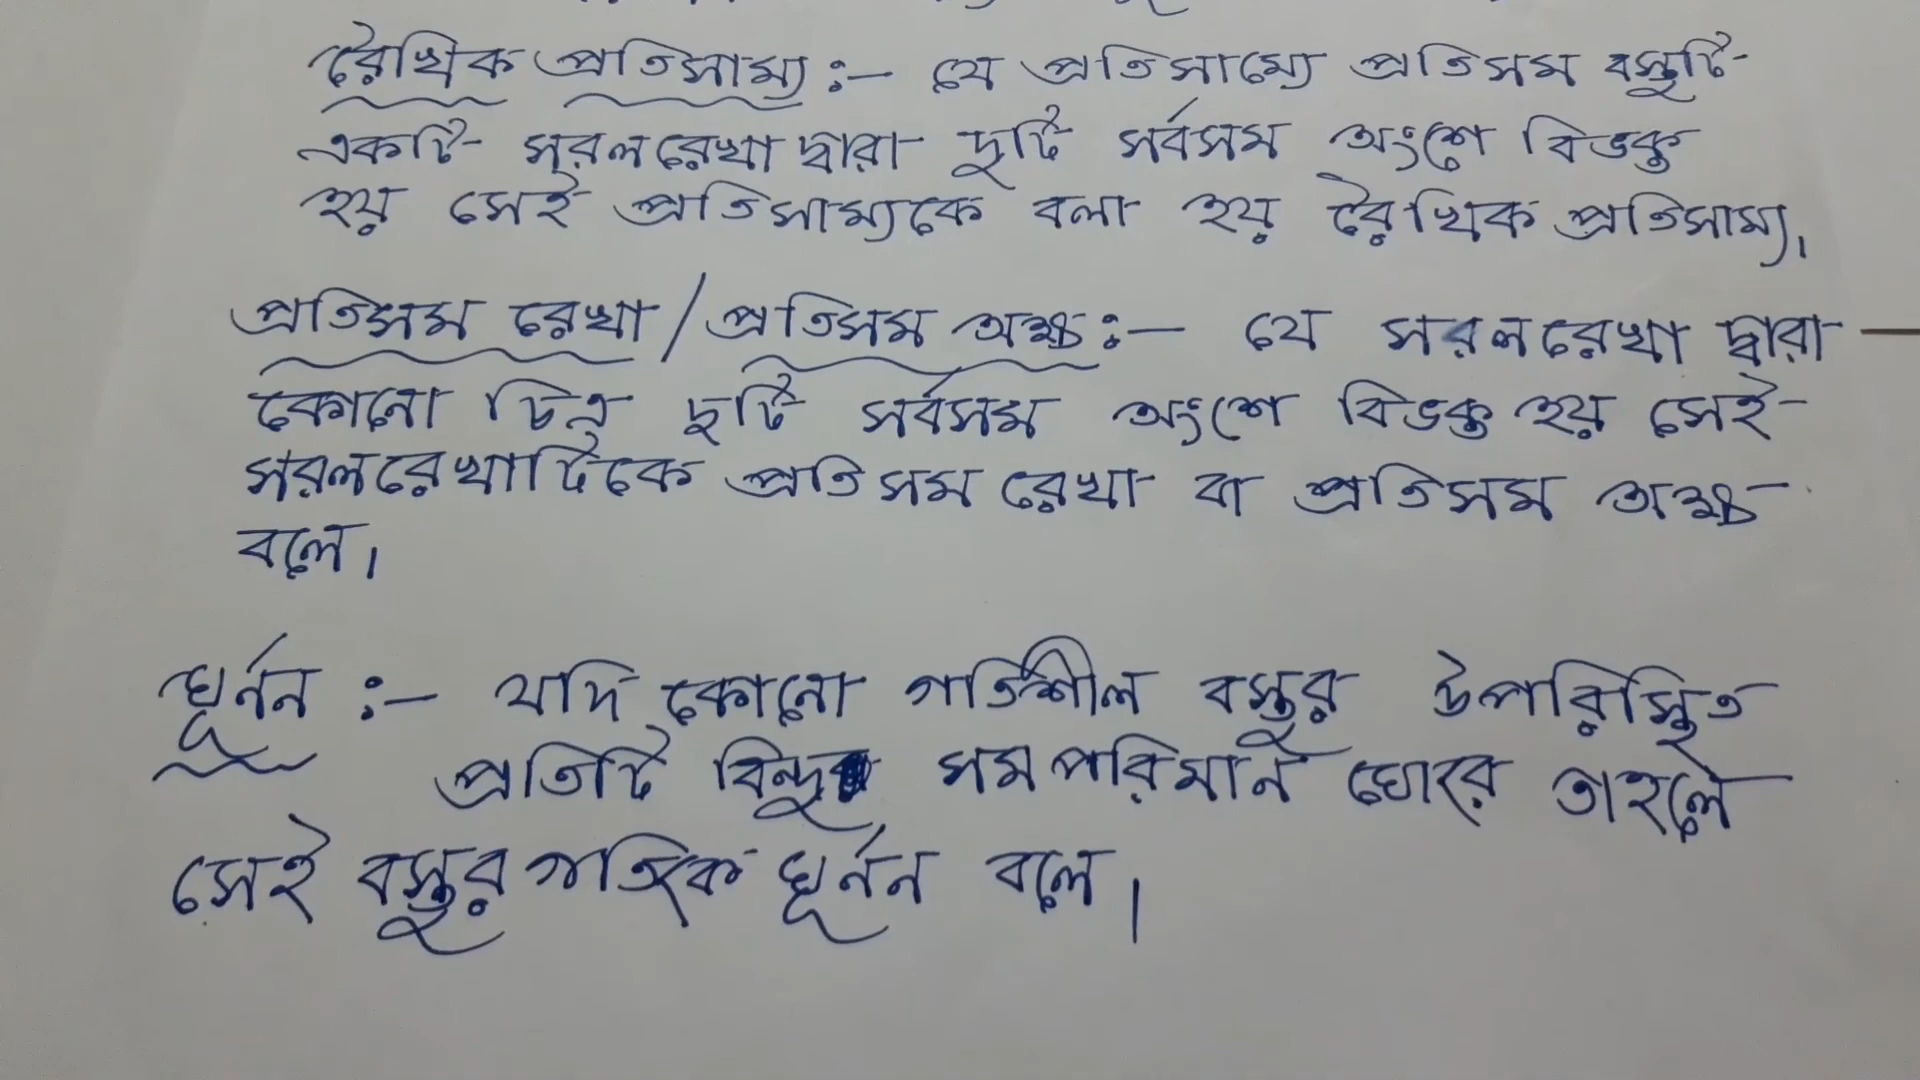 রৈখিক প্রতিসাম্য :— যে প্রতিসাম্যে প্রতিসম বস্তুটি
একটি সরলরেখা দ্বারা দুটি সর্বসম অংশে বিভক্ত
হয় সেই প্রতিসাম্যকে বলা হয় রৈখিক প্রতিসাম্য।
প্রতিসম রেখা / প্রতিসম অক্ষ :— যে সরলরেখা দ্বারা
কোনো চিত্র দুটি সর্বসম অংশে বিভক্ত হয় সেই
সরলরেখাটিকে প্রতিসম রেখা বা প্রতিসম অক্ষ
বলে।
ঘূর্নন :— যদি কোনো গতিশীল বস্তুর উপরিস্থিত
প্রতিটি বিন্দু সমপরিমান ঘোরে তাহলে
সেই বস্তুর গতিকে ঘূর্নন বলে।